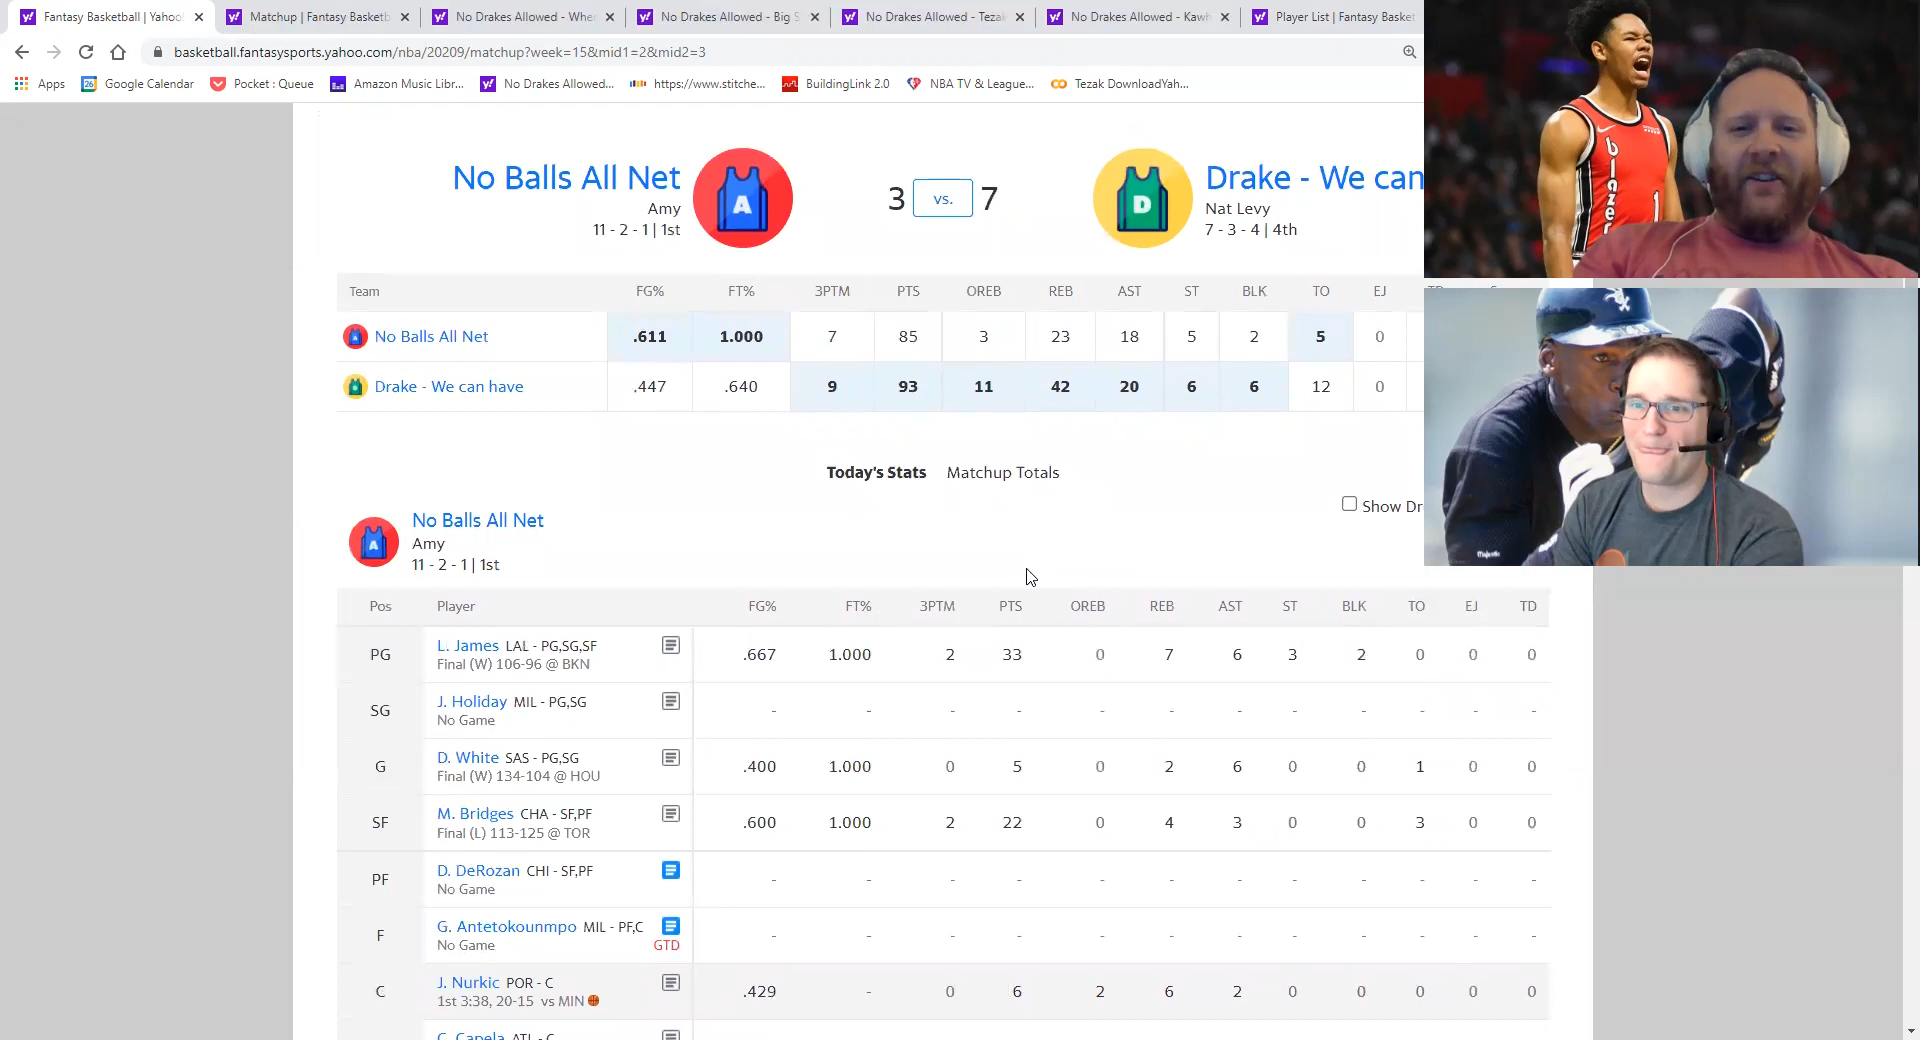 Fantasy Basketball | Yahoo!
Matchup | Fantasy Basketb
No Drakes Allowed - Wher
No Drakes Allowed - Big S
No Drakes Allowed - Teza
No Drakes Allowed - Kawh
Player List | Fantasy Basket
basketball.fantasysports.yahoo.com/nba/20209/matchup?week=15&mid1=2&mid2=3
Apps
26 Google Calendar
Pocket : Queue
Amazon Music Libr...
No Drakes Allowed...
https://www.stitche...
BuildingLink 2.0
NBA TV & League...
Tezak DownloadYah...
No Balls All Net
Amy
11 - 2 - 1 | 1st
A
3 vs. 7
D
Drake - We can
Nat Levy
7 - 3 - 4 | 4th
Team FG% FT% 3PTM PTS OREB REB AST ST BLK TO EJ
No Balls All Net .611 1.000 7 85 3 23 18 5 2 5 0
Drake - We can have .447 .640 9 93 11 42 20 6 6 12 0
Today's Stats Matchup Totals
Show Dr
A
No Balls All Net
Amy
11 - 2 - 1 | 1st
Pos Player FG% FT% 3PTM PTS OREB REB AST ST BLK TO EJ TD
PG L. James LAL - PG,SG,SF .667 1.000 2 33 0 7 6 3 2 0 0 0
Final (W) 106-96 @ BKN
SG J. Holiday MIL - PG,SG - - - - - - - - - - - -
No Game
G D. White SAS - PG,SG .400 1.000 0 5 0 2 6 0 0 1 0 0
Final (W) 134-104 @ HOU
SF M. Bridges CHA - SF,PF .600 1.000 2 22 0 4 3 0 0 3 0 0
Final (L) 113-125 @ TOR
PF D. DeRozan CHI - SF,PF - - - - - - - - - - - -
No Game
F G. Antetokounmpo MIL - PF,C - - - - - - - - - - - -
No Game GTD
C J. Nurkic POR - C .429 - 0 6 2 6 2 0 0 0 0 0
1st 3:38, 20-15 vs MIN
C. Capela ATL - C
blazer
1
Majestic